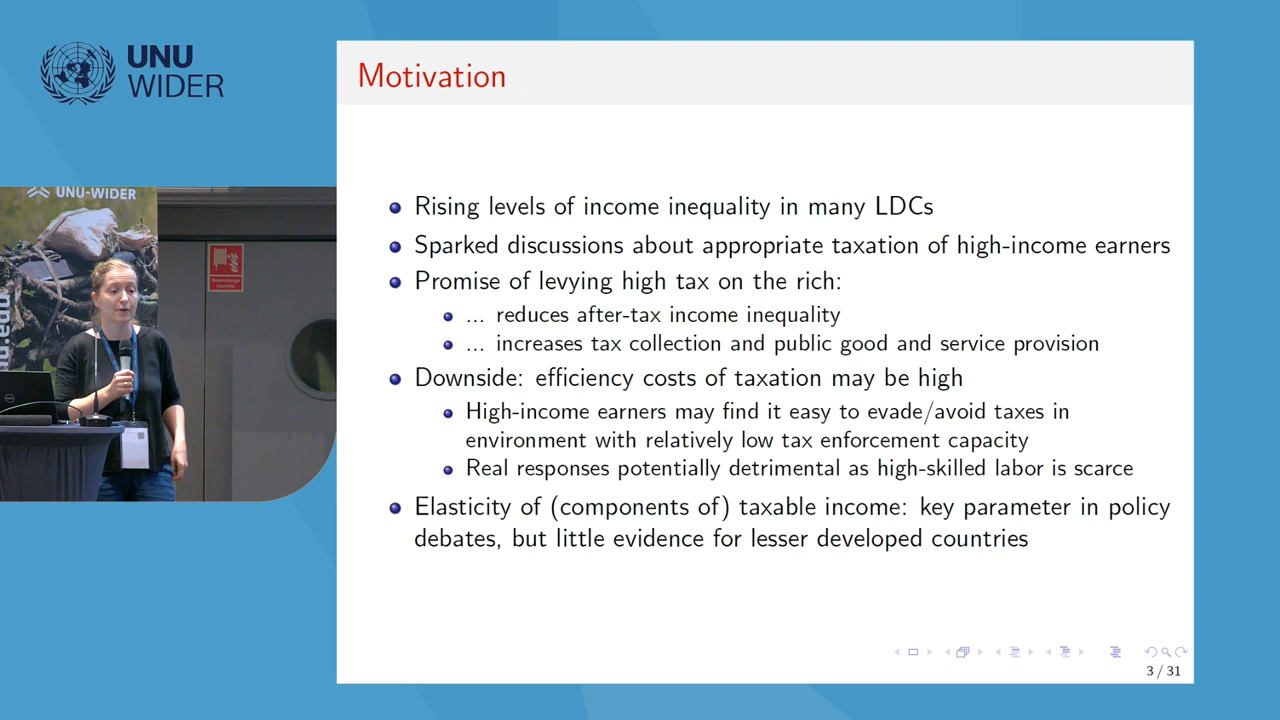 UNU
WIDER
Motivation
Rising levels of income inequality in many LDCs
Sparked discussions about appropriate taxation of high-income earners
Promise of levying high tax on the rich:
... reduces after-tax income inequality
... increases tax collection and public good and service provision
Downside: efficiency costs of taxation may be high
High-income earners may find it easy to evade/avoid taxes in
environment with relatively low tax enforcement capacity
Real responses potentially detrimental as high-skilled labor is scarce
Elasticity of (components of) taxable income: key parameter in policy
debates, but little evidence for lesser developed countries
3 / 31
UNU-WIDER
u.edu